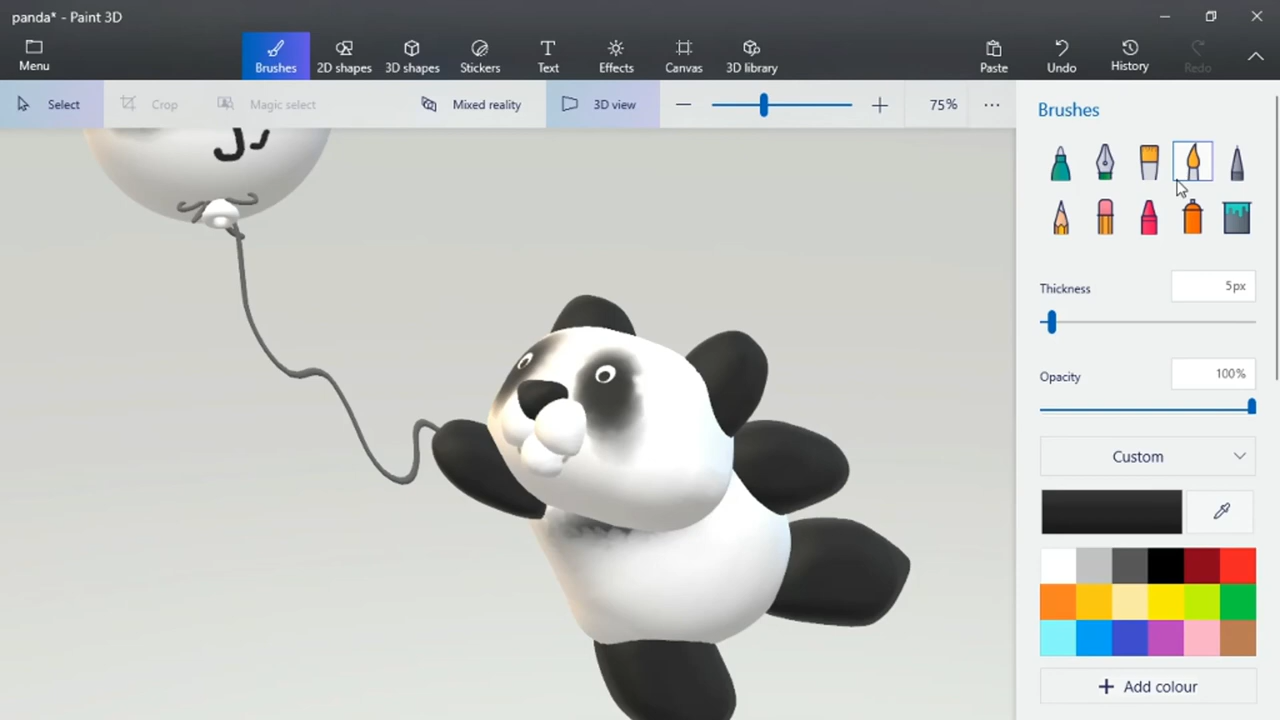 panda* - Paint 3D
Menu
Brushes
2D shapes
3D shapes
Stickers
Text
Effects
Canvas
3D library
Paste
Undo
History
Redo
Select
Crop
Magic select
Mixed reality
3D view
75%
Brushes
Thickness
5px
Opacity
100%
Custom
Add colour